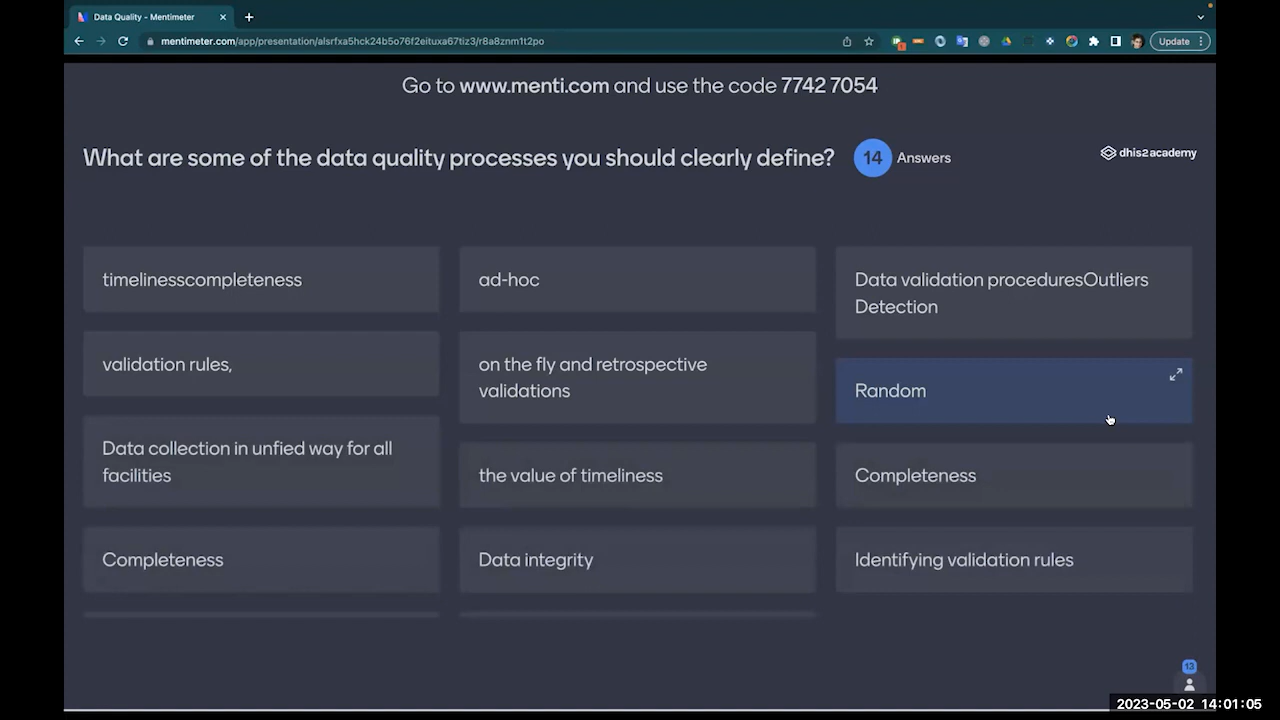 Data Quality - Mentimeter
mentimeter.com/app/presentation/alsrfxa5hck24b5o76f2eituxa67tiz3/r8a8znm1t2po
Update
Go to www.menti.com and use the code 7742 7054
What are some of the data quality processes you should clearly define?
14 Answers
dhis2academy
timelinesscompleteness
ad-hoc
Data validation proceduresOutliers
Detection
validation rules,
on the fly and retrospective
validations
Random
Data collection in unfied way for all
facilities
the value of timeliness
Completeness
Completeness
Data integrity
Identifying validation rules
13
2023-05-02 14:01:05